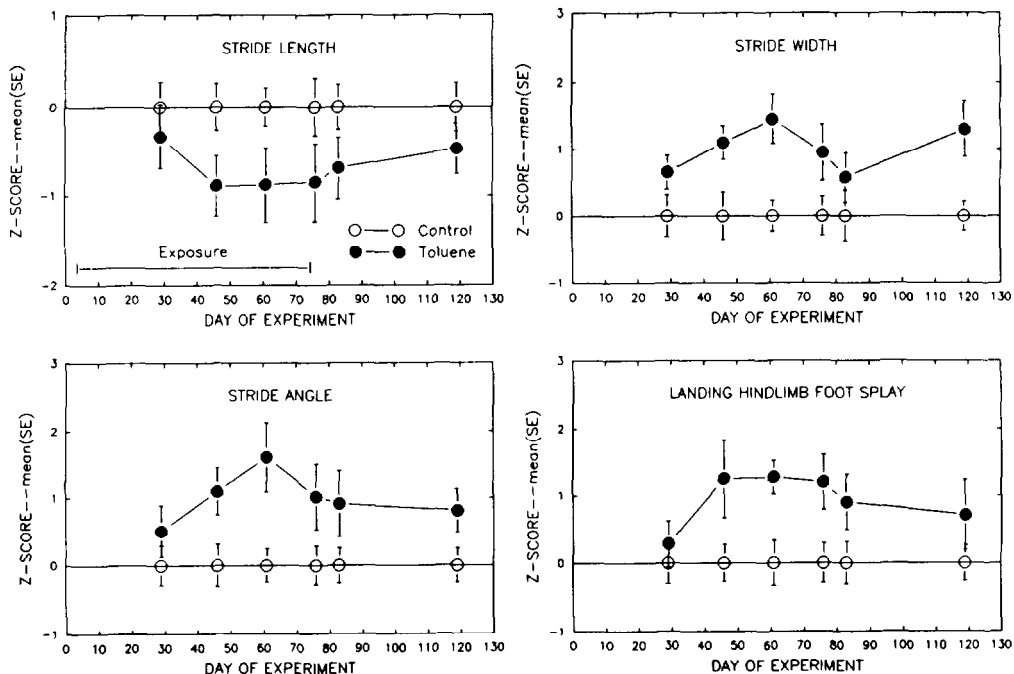 STRIDE LENGTH
Z-SCORE--mean(SE)
1
0
-1
-2
Control
Toluene
Exposure
0 10 20 30 40 50 60 70 80 90 100 110 120 130
DAY OF EXPERIMENT
STRIDE WIDTH
Z-SCORE--mean(SE)
3
2
1
0
-1
0 10 20 30 40 50 60 70 80 90 100 110 120 130
DAY OF EXPERIMENT
STRIDE ANGLE
Z-SCORE--mean(SE)
3
2
1
0
-1
0 10 20 30 40 50 60 70 80 90 100 110 120 130
DAY OF EXPERIMENT
LANDING HINDLIMB FOOT SPLAY
Z-SCORE--mean(SE)
3
2
1
0
-1
0 10 20 30 40 50 60 70 80 90 100 110 120 130
DAY OF EXPERIMENT